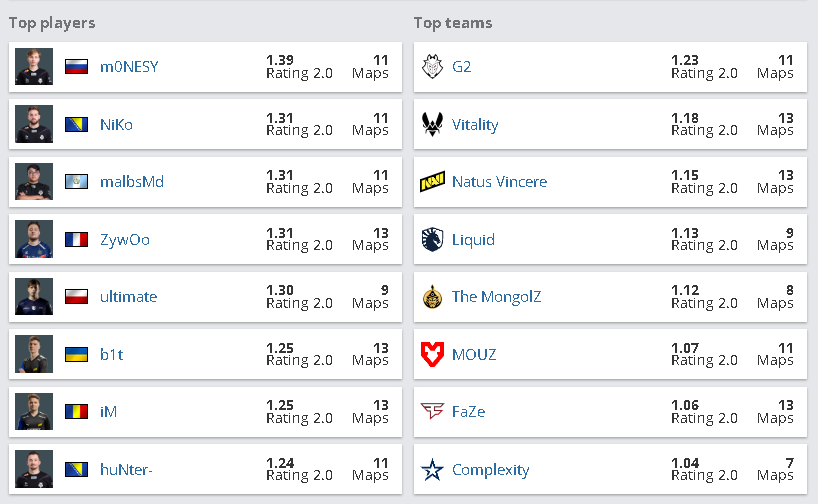 Top players
m0NESY 1.39 Rating 2.0 11 Maps
NiKo 1.31 Rating 2.0 11 Maps
malbsMd 1.31 Rating 2.0 11 Maps
ZywOo 1.31 Rating 2.0 13 Maps
ultimate 1.30 Rating 2.0 9 Maps
b1t 1.25 Rating 2.0 13 Maps
iM 1.25 Rating 2.0 13 Maps
huNter- 1.24 Rating 2.0 11 Maps
Top teams
G2 1.23 Rating 2.0 11 Maps
Vitality 1.18 Rating 2.0 13 Maps
Natus Vincere 1.15 Rating 2.0 13 Maps
Liquid 1.13 Rating 2.0 9 Maps
The MongolZ 1.12 Rating 2.0 8 Maps
MOUZ 1.07 Rating 2.0 11 Maps
FaZe 1.06 Rating 2.0 13 Maps
Complexity 1.04 Rating 2.0 7 Maps